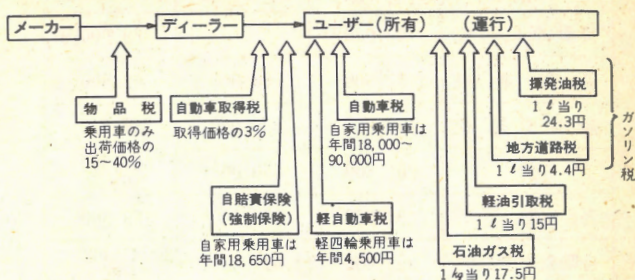 メーカー
ディーラー
ユーザー(所有) (運行)
物品税
乗用車のみ
出荷価格の
15～40%
自動車取得税
取得価格の3%
自賠責保険
(強制保険)
自家用乗用車は
年間18,650円
軽自動車税
軽四輪乗用車は
年間4,500円
自動車税
自家用乗用車は
年間18,000～
90,000円
揮発油税
1ℓ当り
24.3円
地方道路税
1ℓ当り4.4円
ガソリン税
軽油引取税
1ℓ当り15円
石油ガス税
1㎏当り17.5円